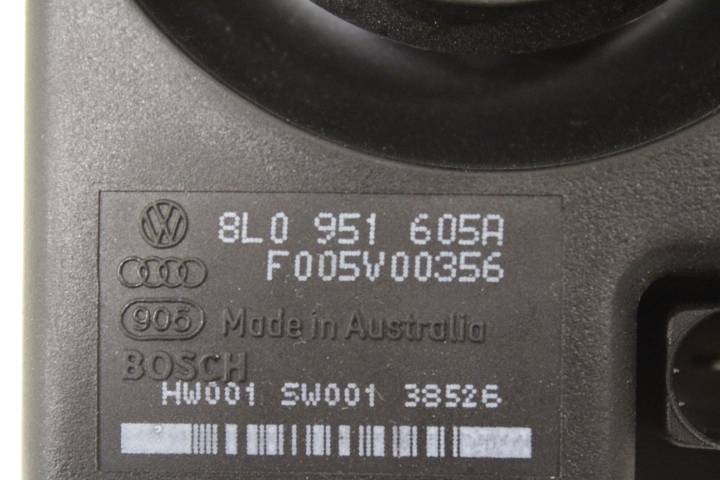 8L0 951 605A
F005V00356
906 Made in Australia
BOSCH
HW001 SW001 38526